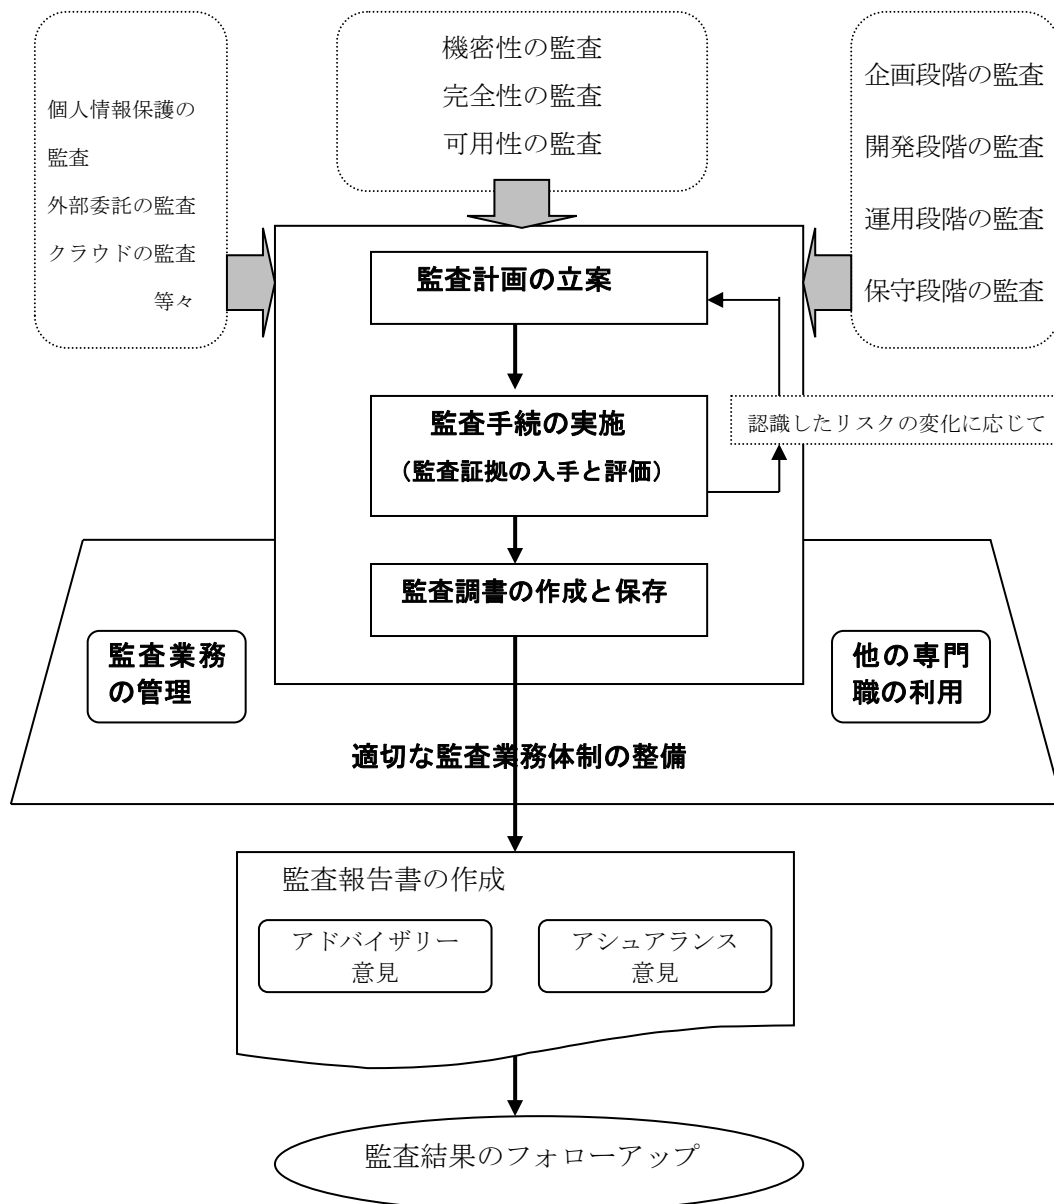 機密性の監査
完全性の監査
可用性の監査
個人情報保護の
監査
外部委託の監査
クラウドの監査
等々
企画段階の監査
開発段階の監査
運用段階の監査
保守段階の監査
監査計画の立案
監査手続の実施
（監査証拠の入手と評価）
認識したリスクの変化に応じて
監査調書の作成と保存
監査業務
の管理
他の専門
職の利用
適切な監査業務体制の整備
監査報告書の作成
アドバイザリー
意見
アシュアランス
意見
監査結果のフォローアップ